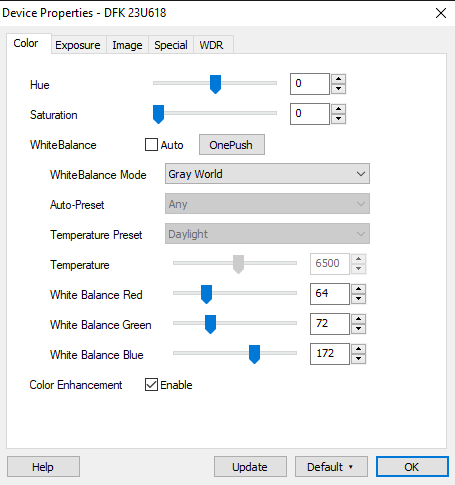 Device Properties - DFK 23U618
Color Exposure Image Special WDR
Hue 0
Saturation 0
WhiteBalance Auto OnePush
WhiteBalance Mode Gray World
Auto-Preset Any
Temperature Preset Daylight
Temperature 6500
White Balance Red 64
White Balance Green 72
White Balance Blue 172
Color Enhancement Enable
Help Update Default OK